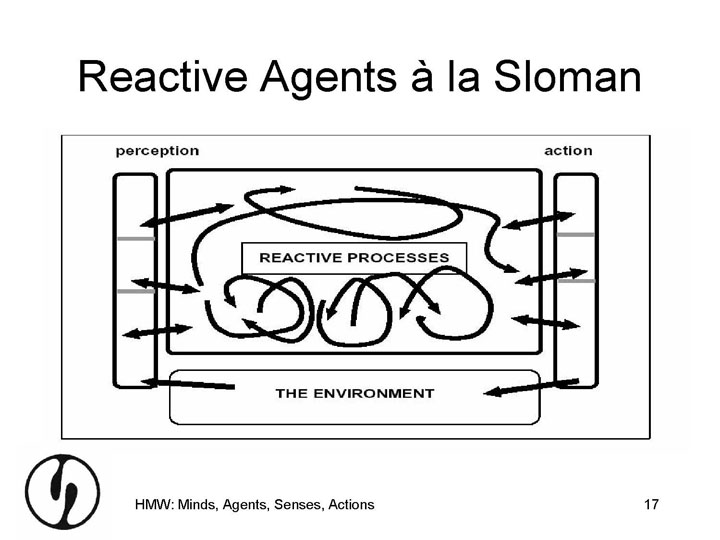 Reactive Agents à la Sloman
perception
action
REACTIVE PROCESSES
THE ENVIRONMENT
HMW: Minds, Agents, Senses, Actions
17